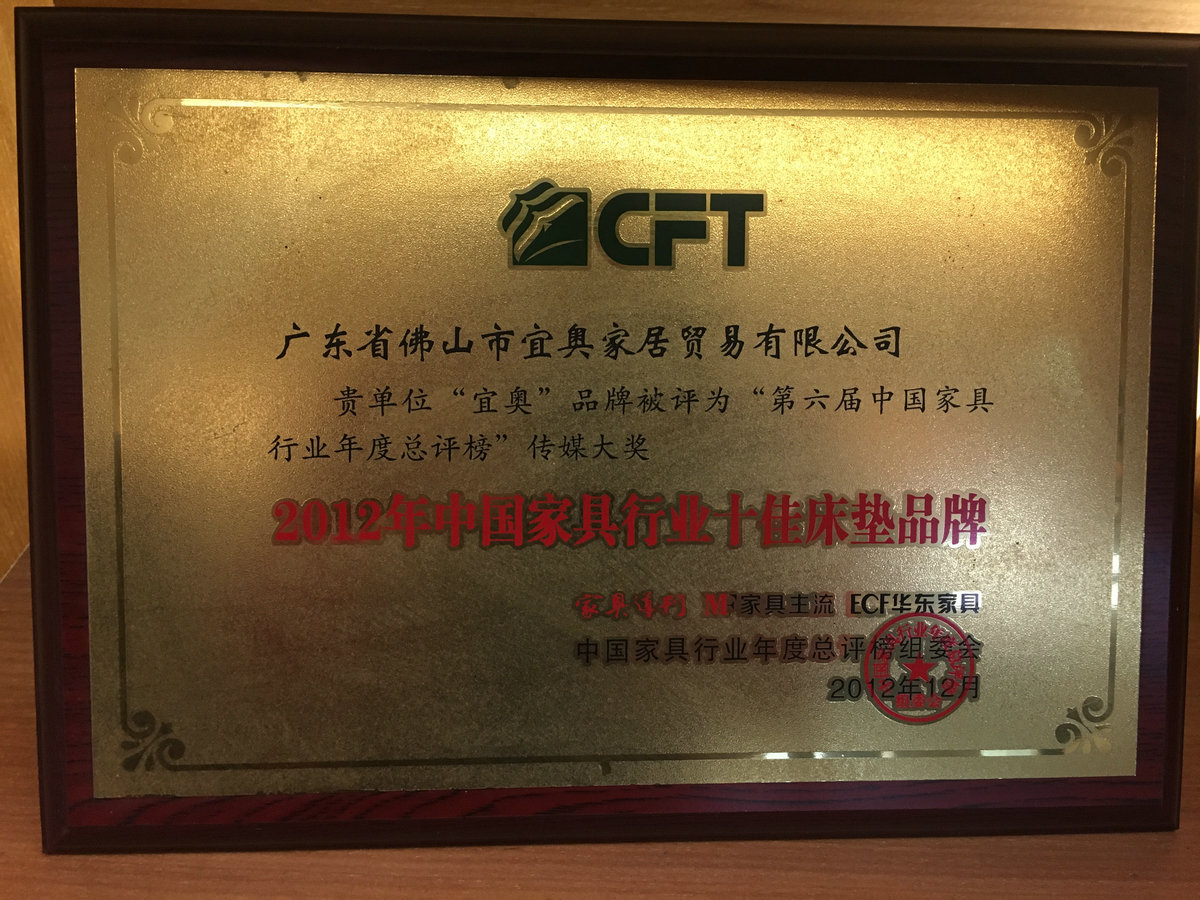 CFT
广东省佛山市宜奥家居贸易有限公司
贵单位“宜奥”品牌被评为“第六届中国家具
行业年度总评榜”传媒大奖
2012年中国家具行业十佳床垫品牌
家具导刊 MF家具主流 ECF华东家具
中国家具行业年度总评榜组委会
2012年12月